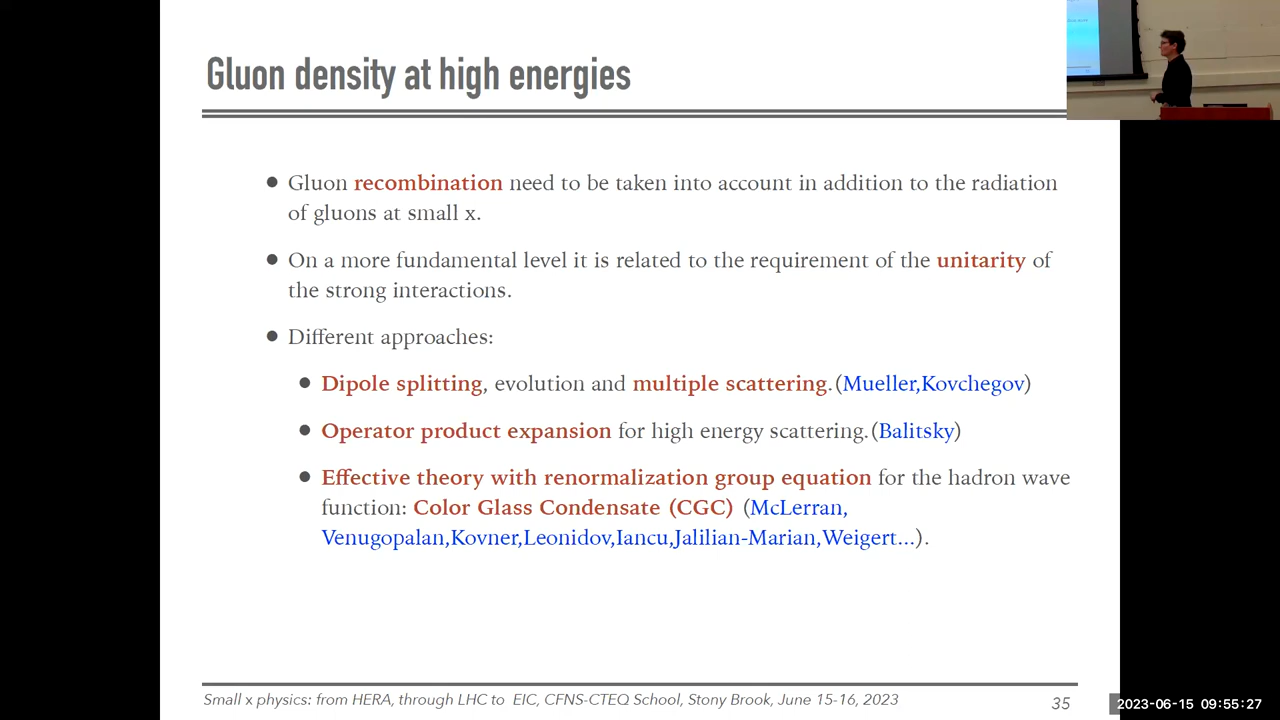 Gluon density at high energies
● Gluon recombination need to be taken into account in addition to the radiation
of gluons at small x.
● On a more fundamental level it is related to the requirement of the unitarity of
the strong interactions.
● Different approaches:
● Dipole splitting, evolution and multiple scattering.(Mueller,Kovchegov)
● Operator product expansion for high energy scattering.(Balitsky)
● Effective theory with renormalization group equation for the hadron wave
function: Color Glass Condensate (CGC) (McLerran,
Venugopalan,Kovner,Leonidov,Iancu,Jalilian-Marian,Weigert...).
Small x physics: from HERA, through LHC to EIC, CFNS-CTEQ School, Stony Brook, June 15-16, 2023
35
2023-06-15 09:55:27